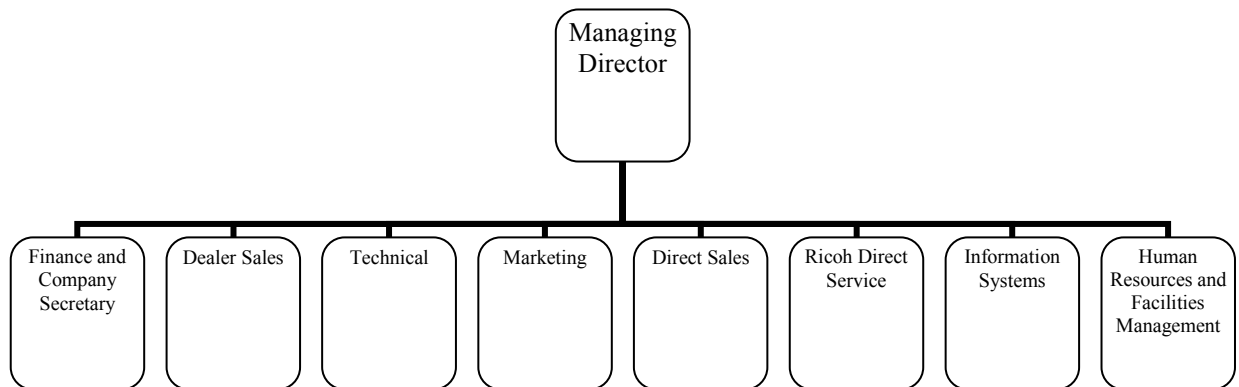 Managing
Director
Finance and
Company
Secretary
Dealer Sales
Technical
Marketing
Direct Sales
Ricoh Direct
Service
Information
Systems
Human
Resources and
Facilities
Management